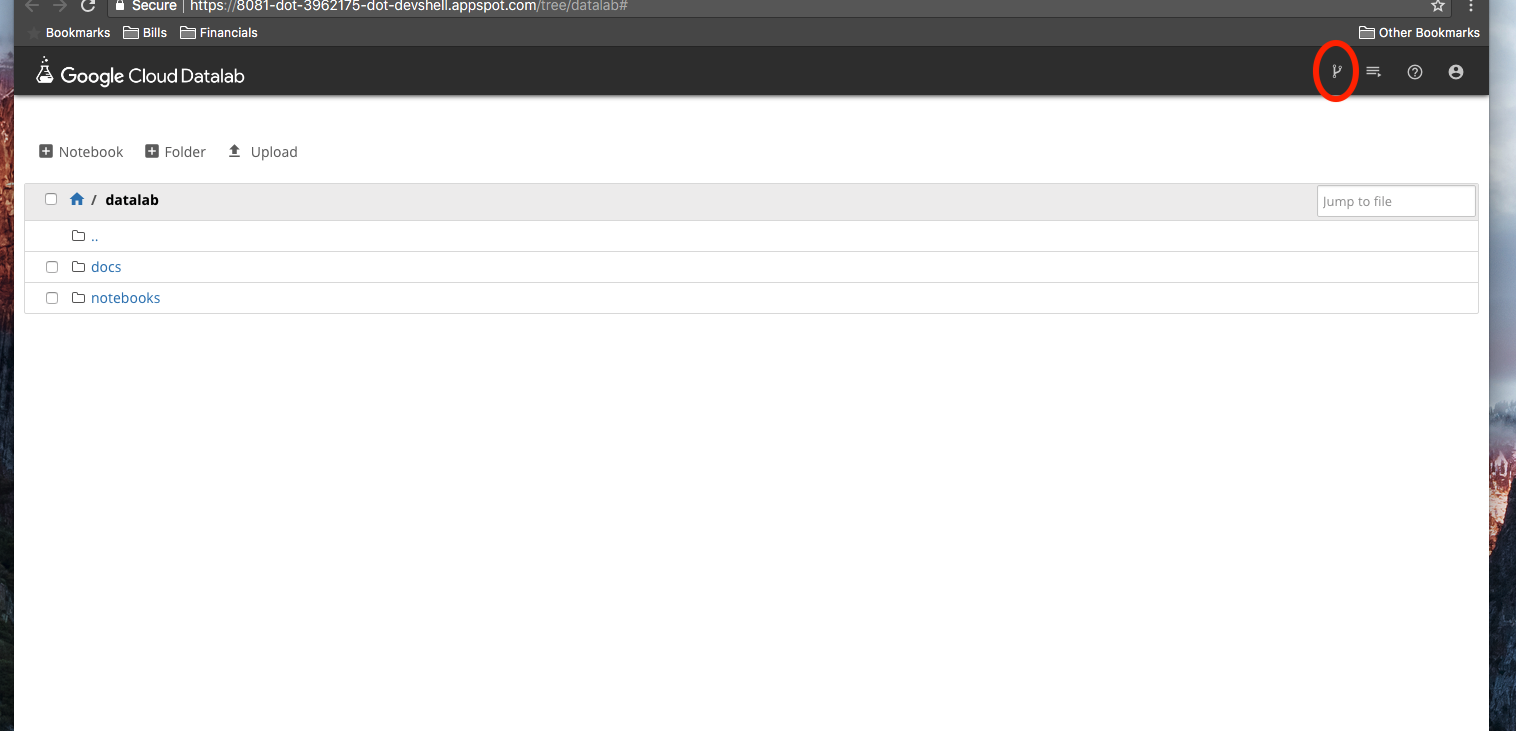 Secure | https://8081-dot-3962175-dot-devshell.appspot.com/tree/datalab#
Bookmarks Bills Financials Other Bookmarks
Google Cloud Datalab
Notebook Folder Upload
/ datalab Jump to file
..
docs
notebooks